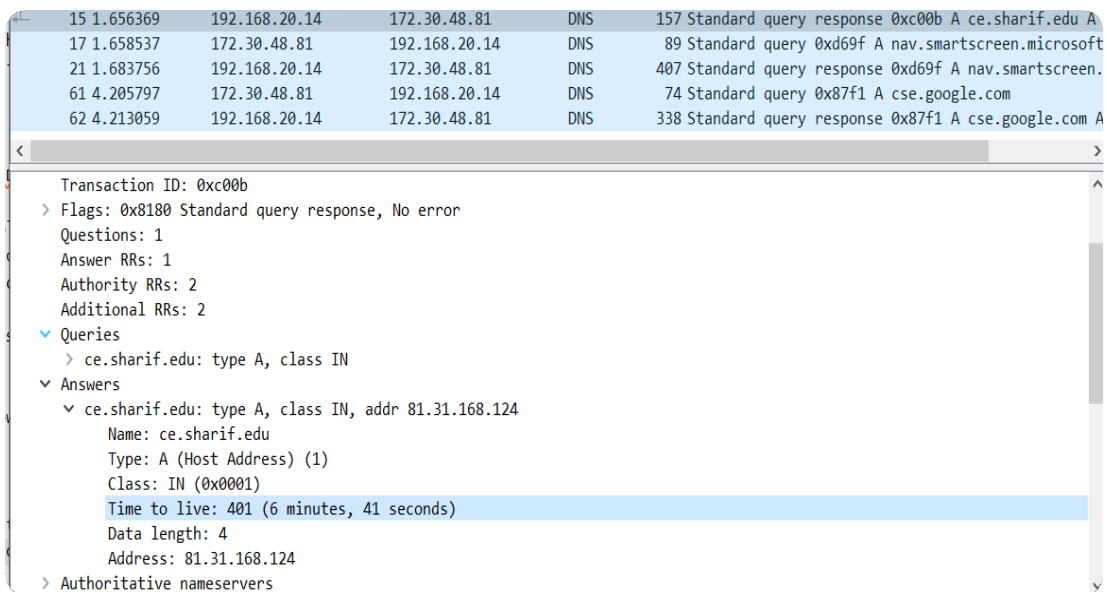 15 1.656369 192.168.20.14 172.30.48.81 DNS 157 Standard query response 0xc00b A ce.sharif.edu A
17 1.658537 172.30.48.81 192.168.20.14 DNS 89 Standard query 0xd69f A nav.smartscreen.microsoft
21 1.683756 192.168.20.14 172.30.48.81 DNS 407 Standard query response 0xd69f A nav.smartscreen.
61 4.205797 172.30.48.81 192.168.20.14 DNS 74 Standard query 0x87f1 A cse.google.com
62 4.213059 192.168.20.14 172.30.48.81 DNS 338 Standard query response 0x87f1 A cse.google.com A
Transaction ID: 0xc00b
Flags: 0x8180 Standard query response, No error
Questions: 1
Answer RRs: 1
Authority RRs: 2
Additional RRs: 2
Queries
ce.sharif.edu: type A, class IN
Answers
ce.sharif.edu: type A, class IN, addr 81.31.168.124
Name: ce.sharif.edu
Type: A (Host Address) (1)
Class: IN (0x0001)
Time to live: 401 (6 minutes, 41 seconds)
Data length: 4
Address: 81.31.168.124
Authoritative nameservers